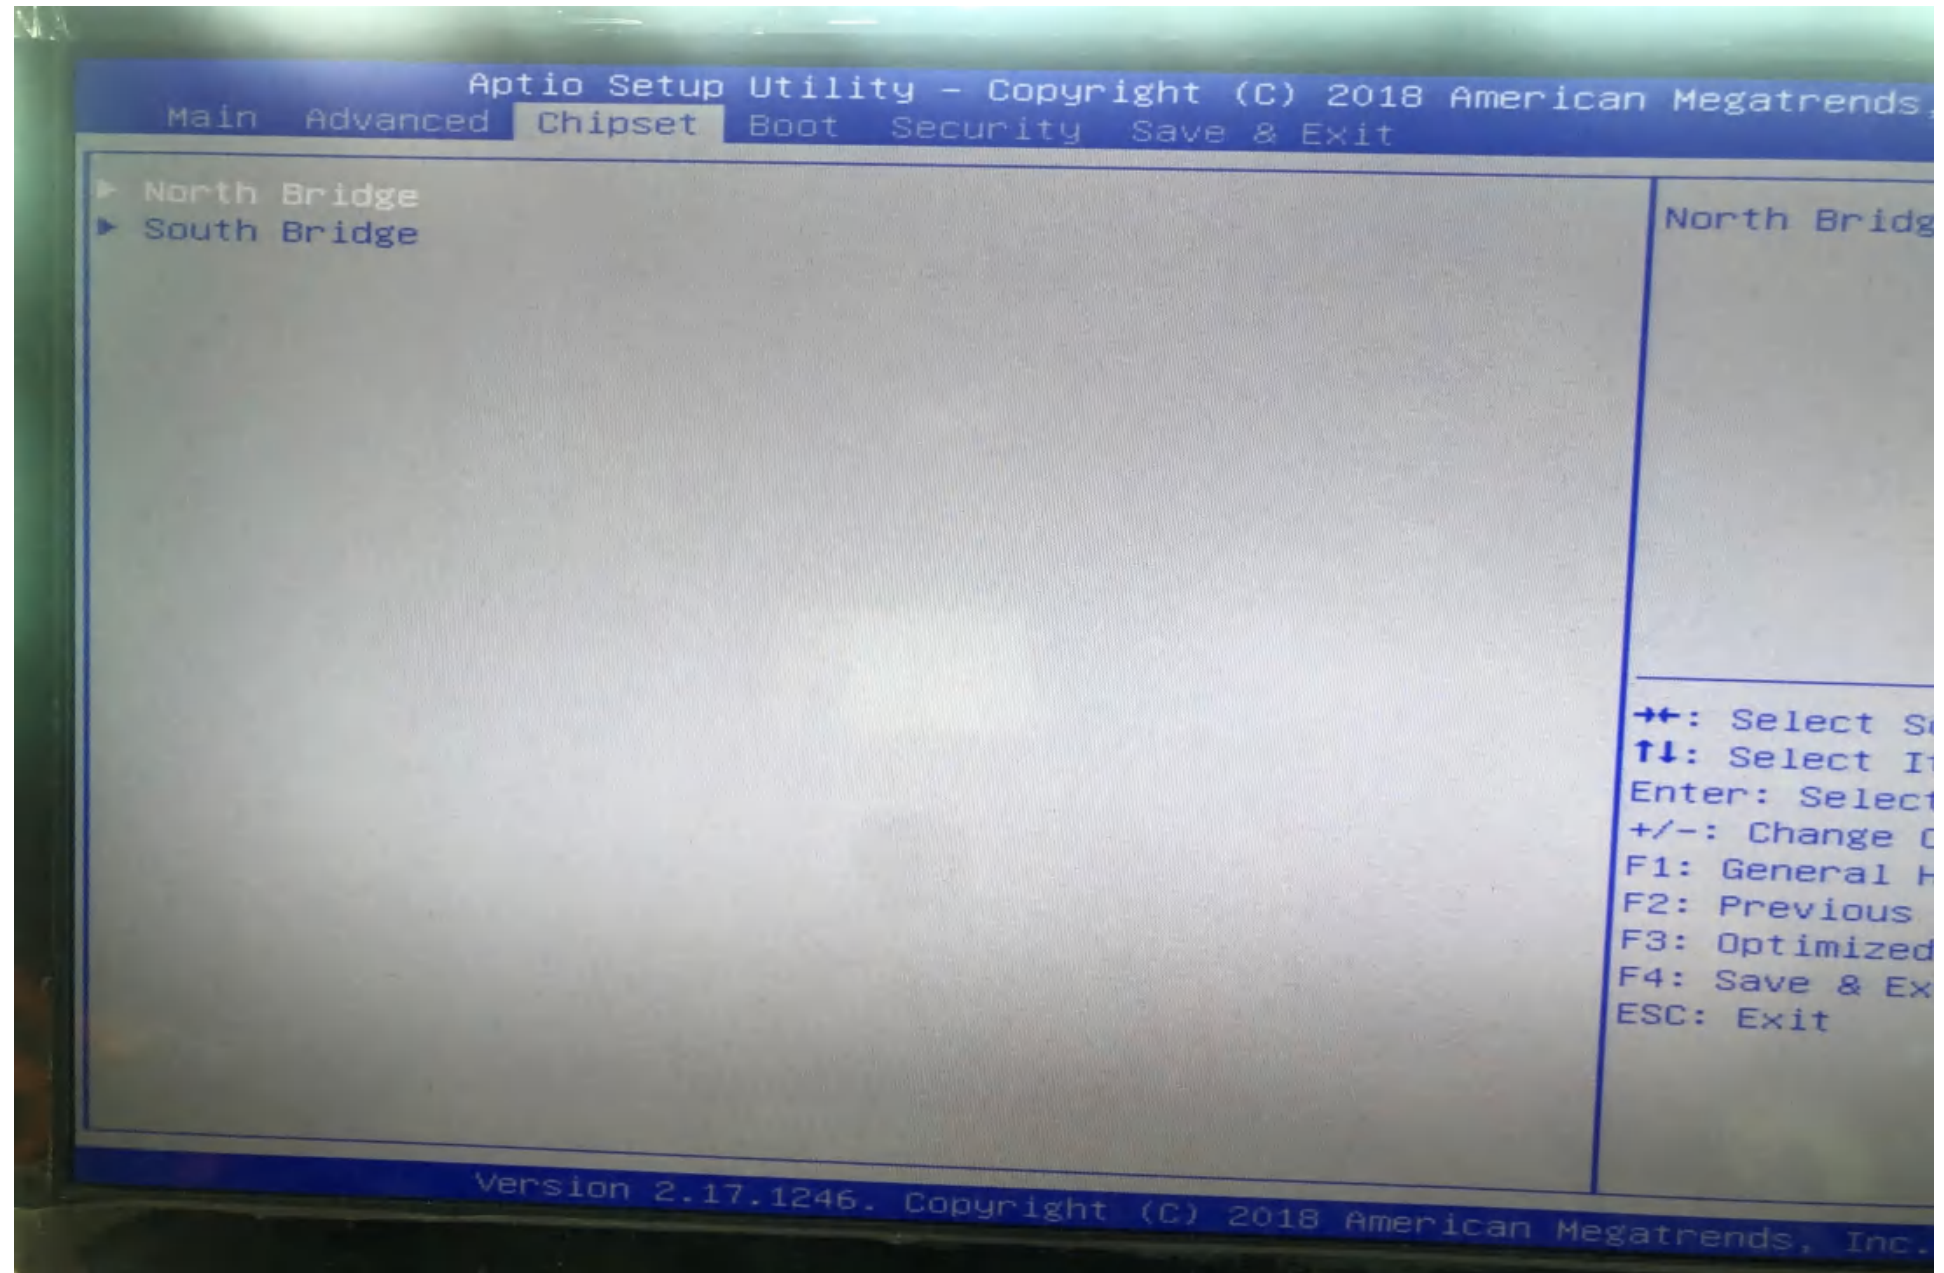 Aptio Setup Utility – Copyright (C) 2018 American Megatrends,
Main Advanced Chipset Boot Security Save & Exit
▶ North Bridge
▶ South Bridge
North Bridg
→←: Select S
↑↓: Select It
Enter: Select
+/-: Change
F1: General H
F2: Previous
F3: Optimized
F4: Save & Ex
ESC: Exit
Version 2.17.1246. Copyright (C) 2018 American Megatrends, Inc.